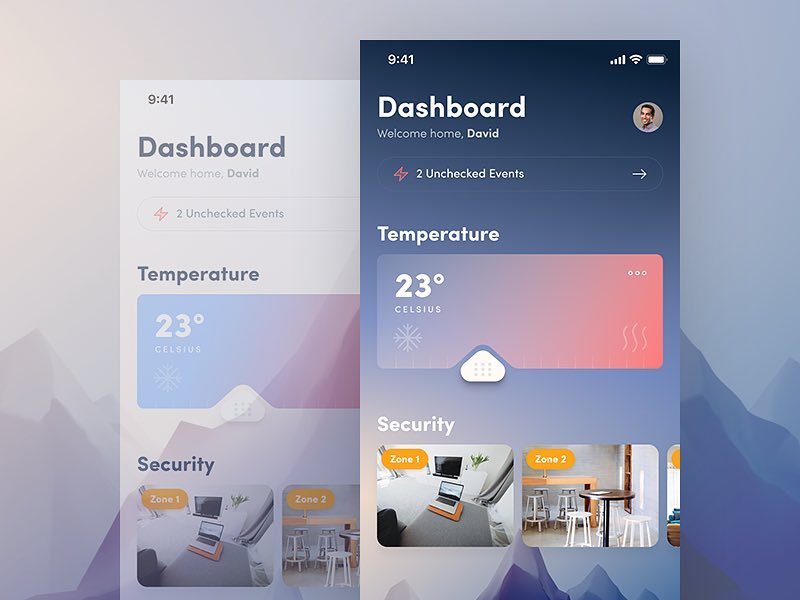 9:41
Dashboard
Welcome home, David
2 Unchecked Events
Temperature
23°
CELSIUS
Security
Zone 1
Zone 2
9:41
Dashboard
Welcome home, David
2 Unchecked Events
Temperature
23°
CELSIUS
Security
Zone 1
Zone 2